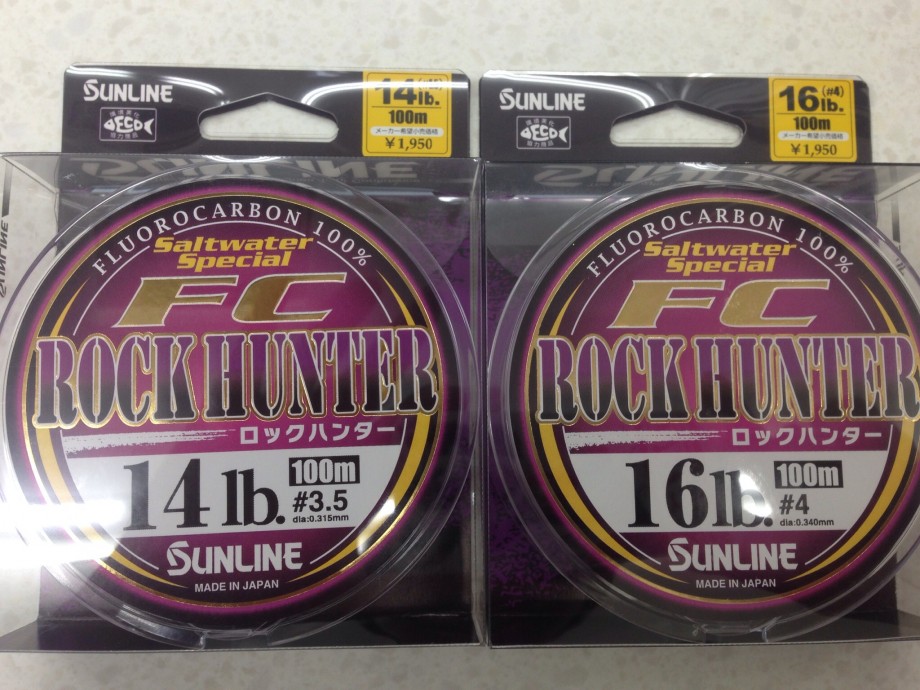 SUNLINE
ECO
14lb.
100m
メーカー希望小売価格
￥1,950
FLUOROCARBON 100%
Saltwater
Special
FC
ROCK HUNTER
ロックハンター
14 lb.
100m
#3.5
dia:0.315mm
SUNLINE
MADE IN JAPAN
SUNLINE
ECO
16lb.
(#4)
100m
メーカー希望小売価格
￥1,950
FLUOROCARBON 100%
Saltwater
Special
FC
ROCK HUNTER
ロックハンター
16lb.
100m
#4
dia:0.340mm
SUNLINE
MADE IN JAPAN